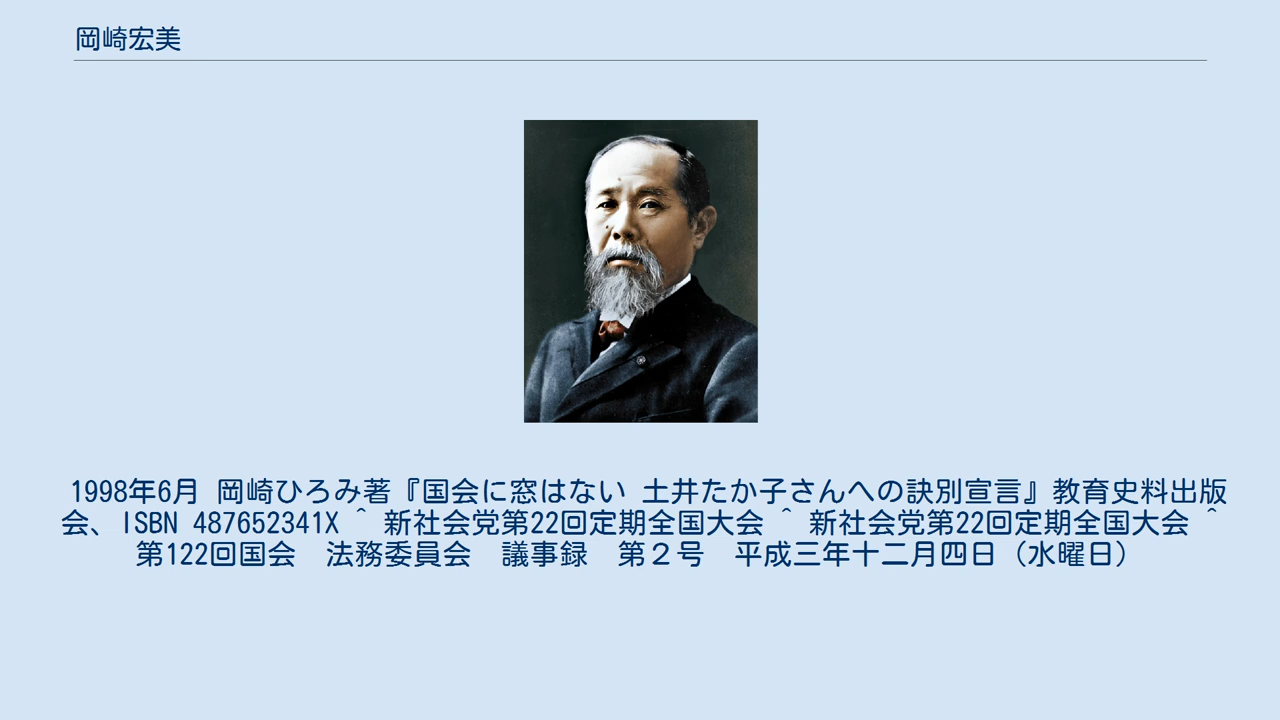 岡崎宏美
1998年6月 岡崎ひろみ著『国会に窓はない 土井たか子さんへの訣別宣言』教育史料出版
会、ISBN 487652341X ^ 新社会党第22回定期全国大会 ^ 新社会党第22回定期全国大会 ^
第122回国会　法務委員会　議事録　第２号　平成三年十二月四日（水曜日）